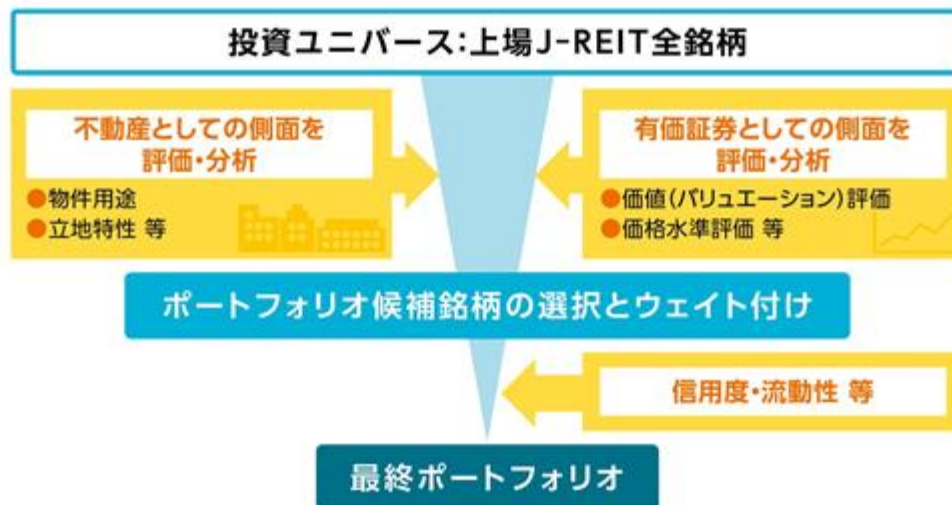 投資ユニバース:上場J-REIT全銘柄
不動産としての側面を
評価・分析
●物件用途
●立地特性 等
有価証券としての側面を
評価・分析
●価値(バリュエーション)評価
●価格水準評価 等
ポートフォリオ候補銘柄の選択とウェイト付け
信用度・流動性 等
最終ポートフォリオ